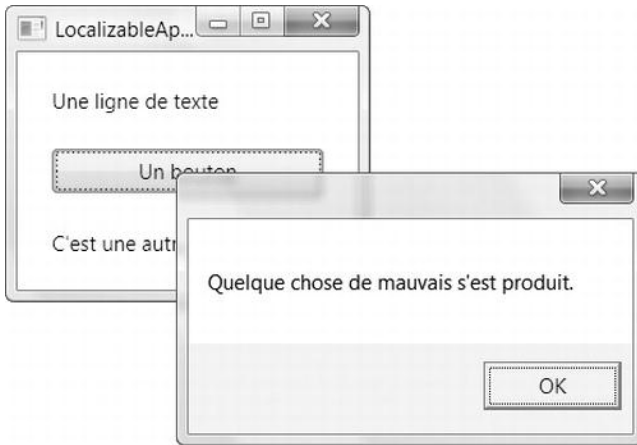 LocalizableAp...
Une ligne de texte
Un bouton
C'est une autr
Quelque chose de mauvais s'est produit.
OK